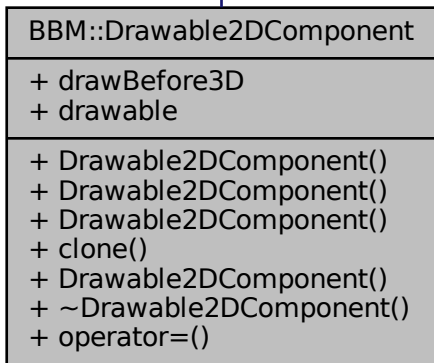 BBM::Drawable2DComponent
+ drawBefore3D
+ drawable
+ Drawable2DComponent()
+ Drawable2DComponent()
+ Drawable2DComponent()
+ clone()
+ Drawable2DComponent()
+ ~Drawable2DComponent()
+ operator=()